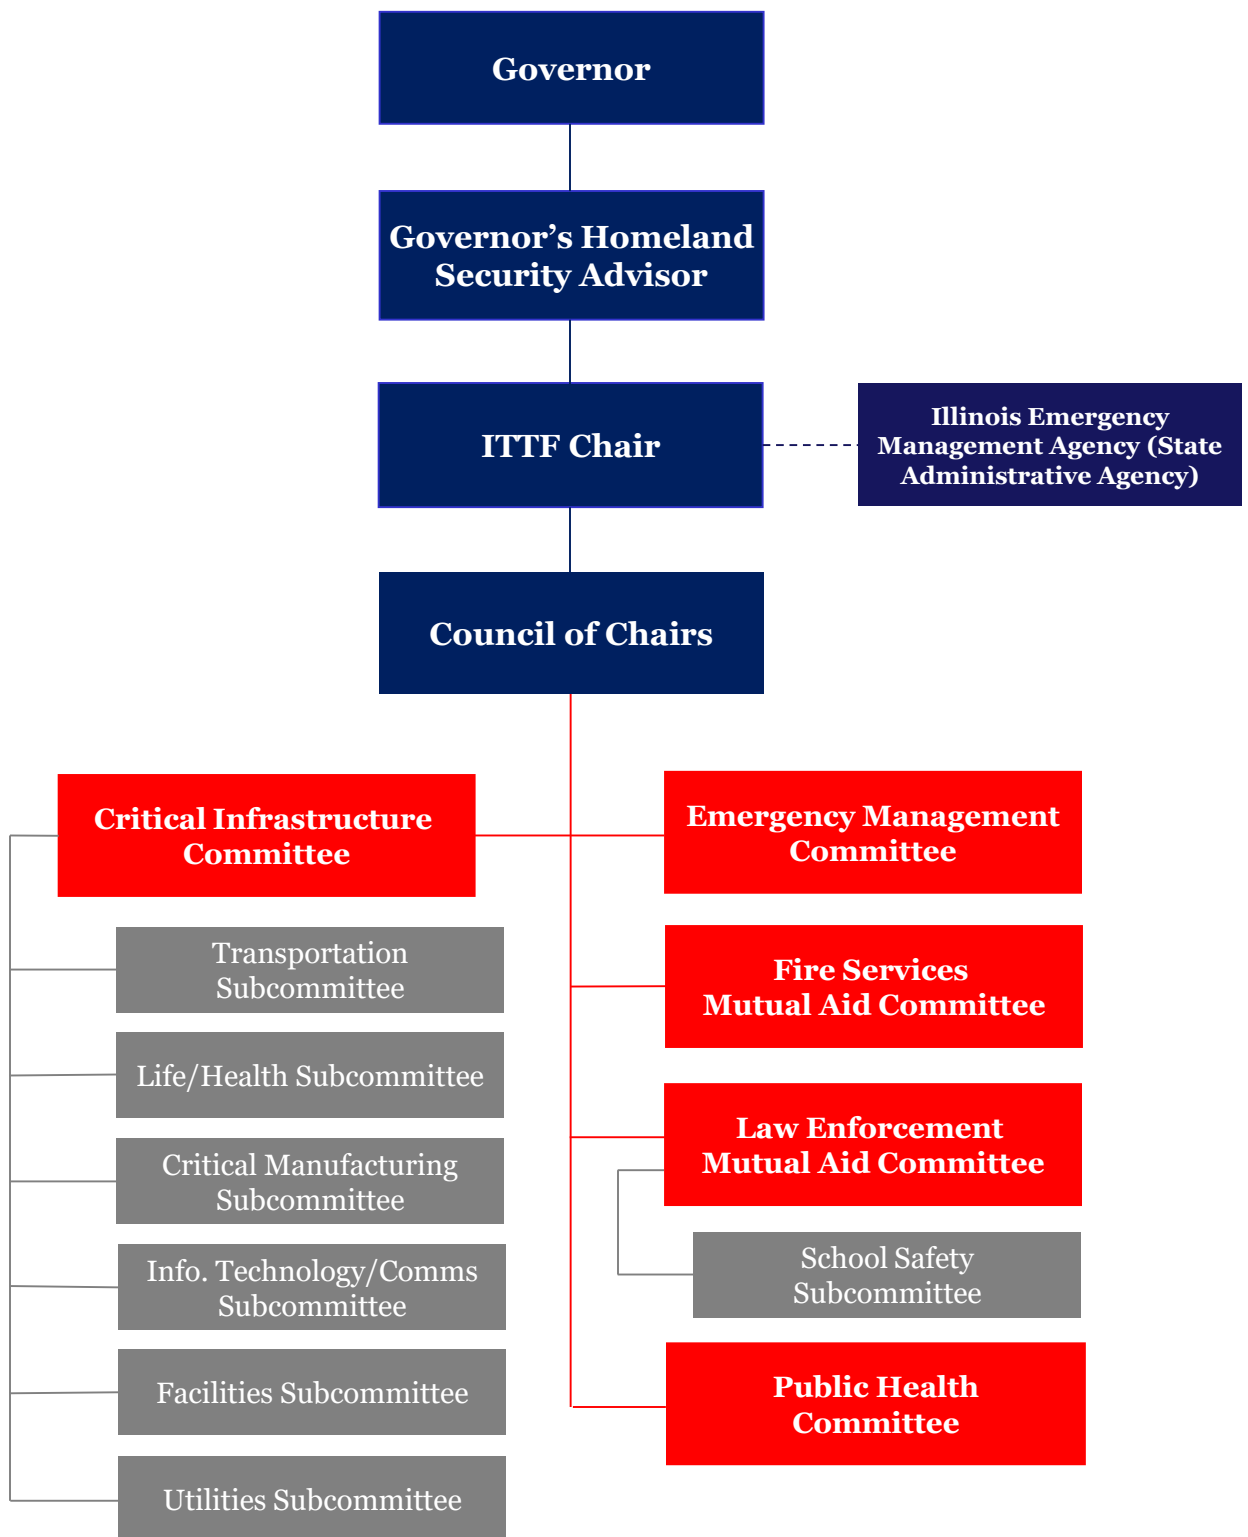 Governor
Governor’s Homeland
Security Advisor
ITTF Chair
Illinois Emergency
Management Agency (State
Administrative Agency)
Council of Chairs
Critical Infrastructure
Committee
Transportation
Subcommittee
Life/Health Subcommittee
Critical Manufacturing
Subcommittee
Info. Technology/Comms
Subcommittee
Facilities Subcommittee
Utilities Subcommittee
Emergency Management
Committee
Fire Services
Mutual Aid Committee
Law Enforcement
Mutual Aid Committee
School Safety
Subcommittee
Public Health
Committee